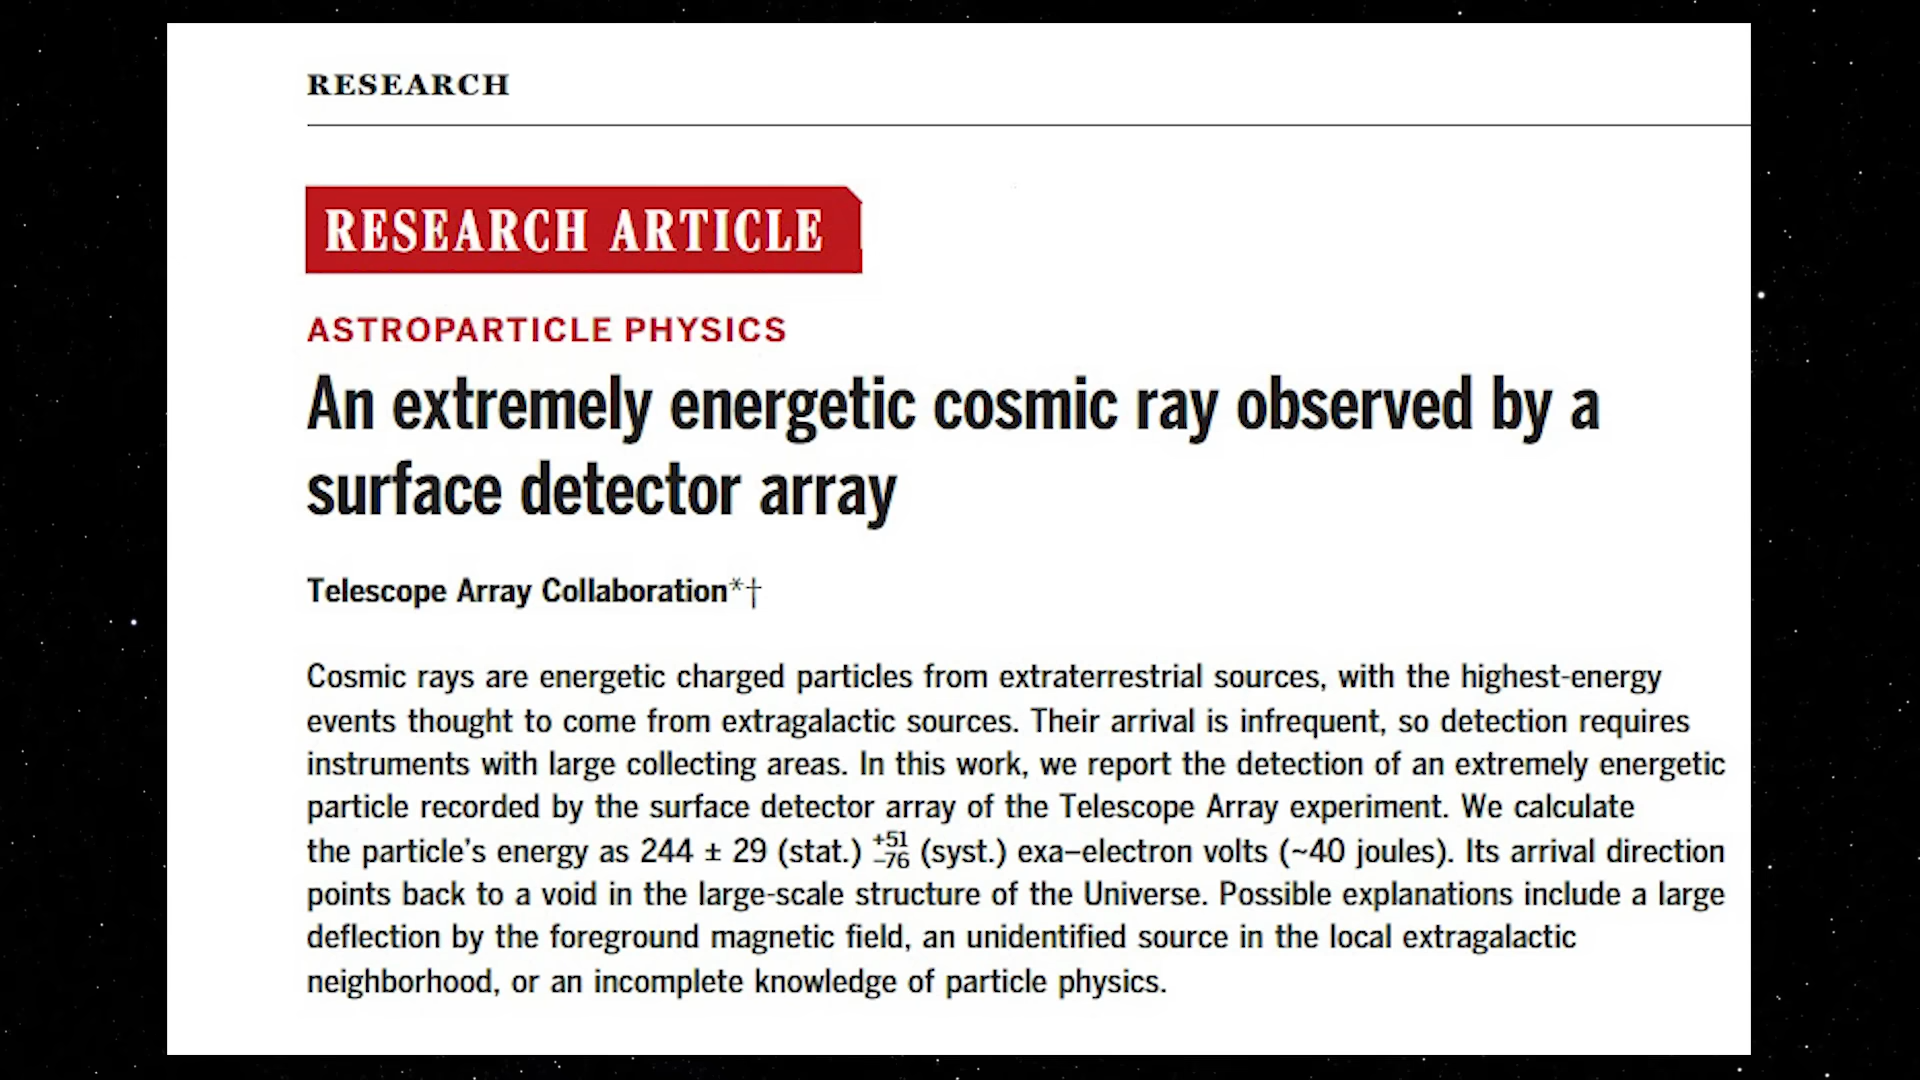 RESEARCH
RESEARCH ARTICLE
ASTROPARTICLE PHYSICS
An extremely energetic cosmic ray observed by a
surface detector array
Telescope Array Collaboration*†
Cosmic rays are energetic charged particles from extraterrestrial sources, with the highest-energy
events thought to come from extragalactic sources. Their arrival is infrequent, so detection requires
instruments with large collecting areas. In this work, we report the detection of an extremely energetic
particle recorded by the surface detector array of the Telescope Array experiment. We calculate
the particle's energy as 244 ± 29 (stat.) +51 −76 (syst.) exa–electron volts (~40 joules). Its arrival direction
points back to a void in the large-scale structure of the Universe. Possible explanations include a large
deflection by the foreground magnetic field, an unidentified source in the local extragalactic
neighborhood, or an incomplete knowledge of particle physics.